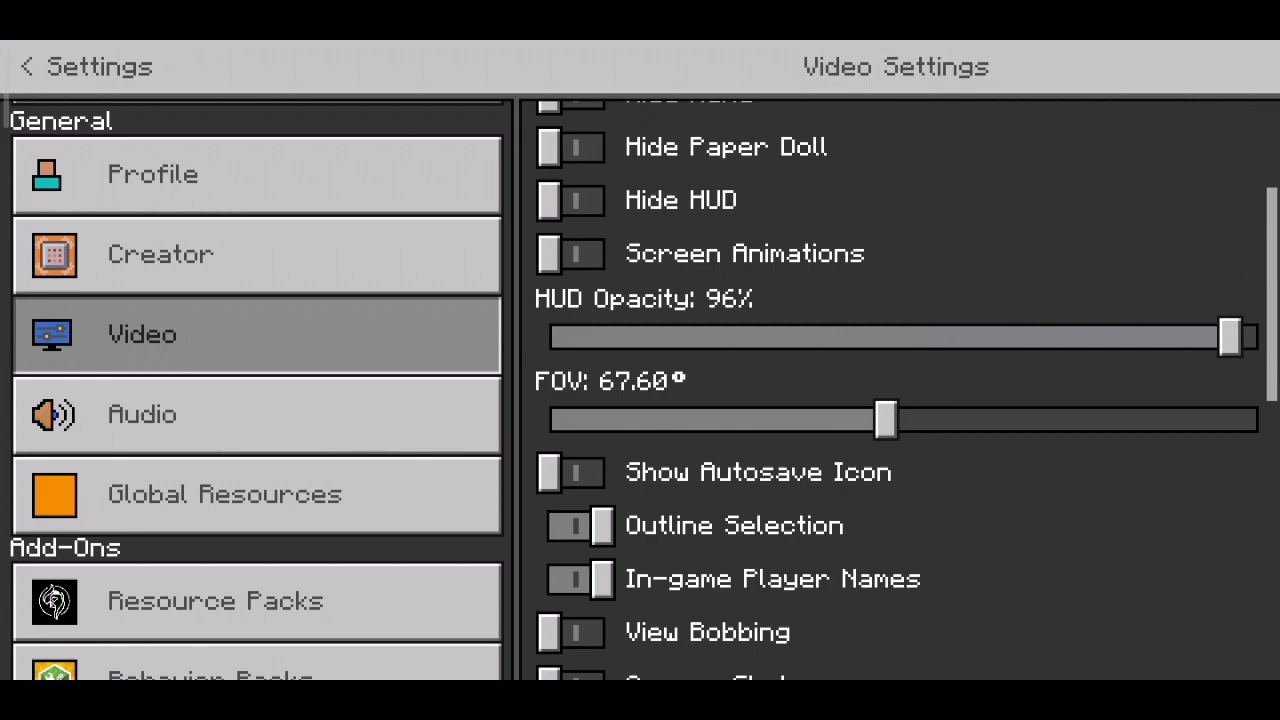 Settings
Video Settings
General
Profile
Creator
Video
Audio
Global Resources
Add-Ons
Resource Packs
Behavior Packs
Hide Paper Doll
Hide HUD
Screen Animations
HUD Opacity: 96%
FOV: 67.60°
Show Autosave Icon
Outline Selection
In-game Player Names
View Bobbing